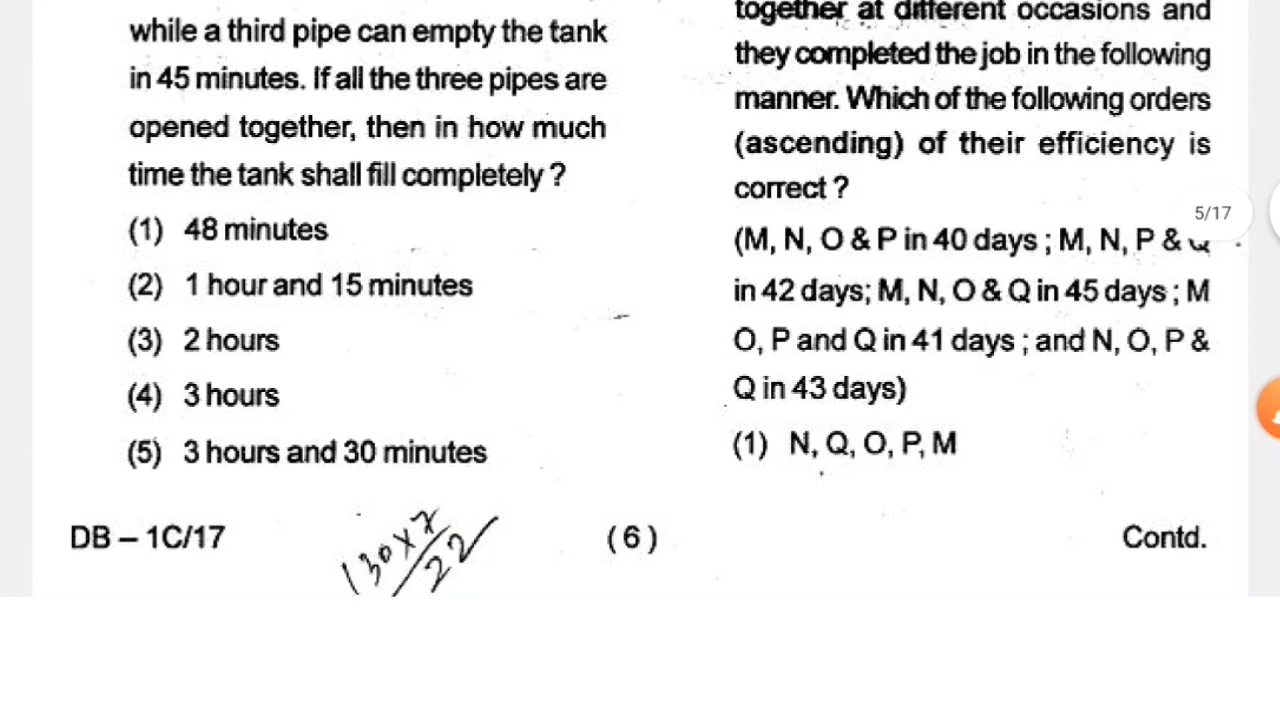 while a third pipe can empty the tank
in 45 minutes. If all the three pipes are
opened together, then in how much
time the tank shall fill completely ?
(1) 48 minutes
(2) 1 hour and 15 minutes
(3) 2 hours
(4) 3 hours
(5) 3 hours and 30 minutes
together at different occasions and
they completed the job in the following
manner. Which of the following orders
(ascending) of their efficiency is
correct ?
(M, N, O & P in 40 days ; M, N, P & Q
in 42 days; M, N, O & Q in 45 days ; M
O, P and Q in 41 days ; and N, O, P &
Q in 43 days)
(1) N, Q, O, P, M
5/17
DB – 1C/17
(6)
Contd.
130 x 7
22